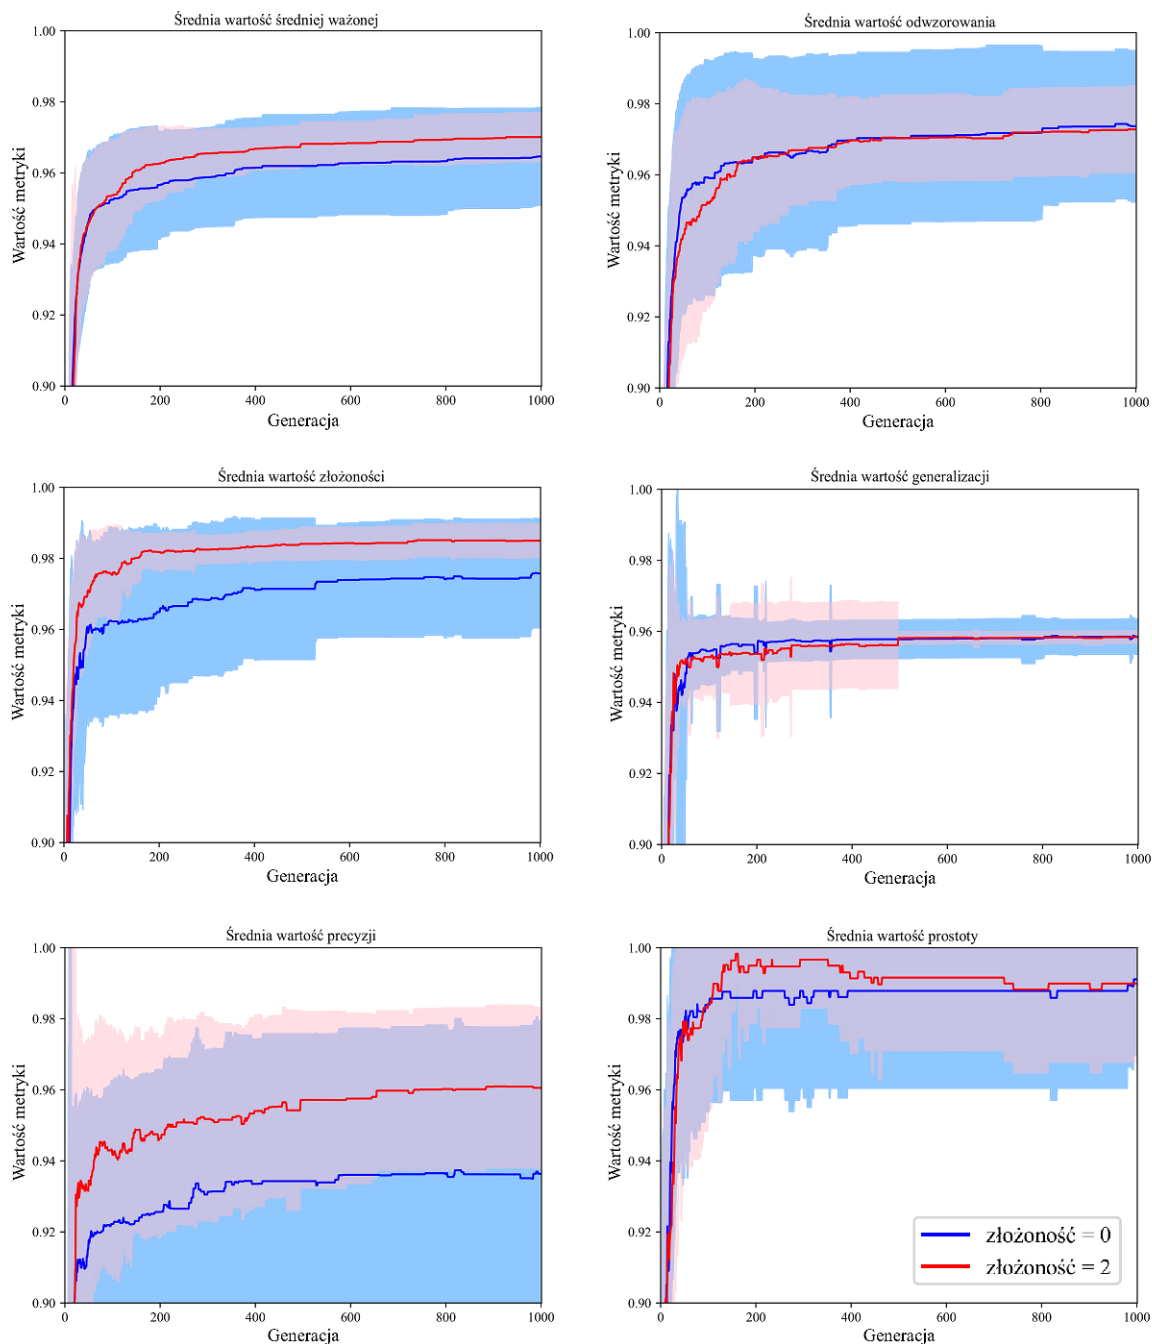 Średnia wartość średniej ważonej
1.00
0.98
0.96
0.94
0.92
0.90
Wartość metryki
0 200 400 600 800 1000
Generacja
Średnia wartość odwzorowania
1.00
0.98
0.96
0.94
0.92
0.90
Wartość metryki
0 200 400 600 800 1000
Generacja
Średnia wartość złożoności
1.00
0.98
0.96
0.94
0.92
0.90
Wartość metryki
0 200 400 600 800 1000
Generacja
Średnia wartość generalizacji
1.00
0.98
0.96
0.94
0.92
0.90
Wartość metryki
0 200 400 600 800 1000
Generacja
Średnia wartość precyzji
1.00
0.98
0.96
0.94
0.92
0.90
Wartość metryki
0 200 400 600 800 1000
Generacja
Średnia wartość prostoty
1.00
0.98
0.96
0.94
0.92
0.90
Wartość metryki
0 200 400 600 800 1000
Generacja
złożoność = 0
złożoność = 2